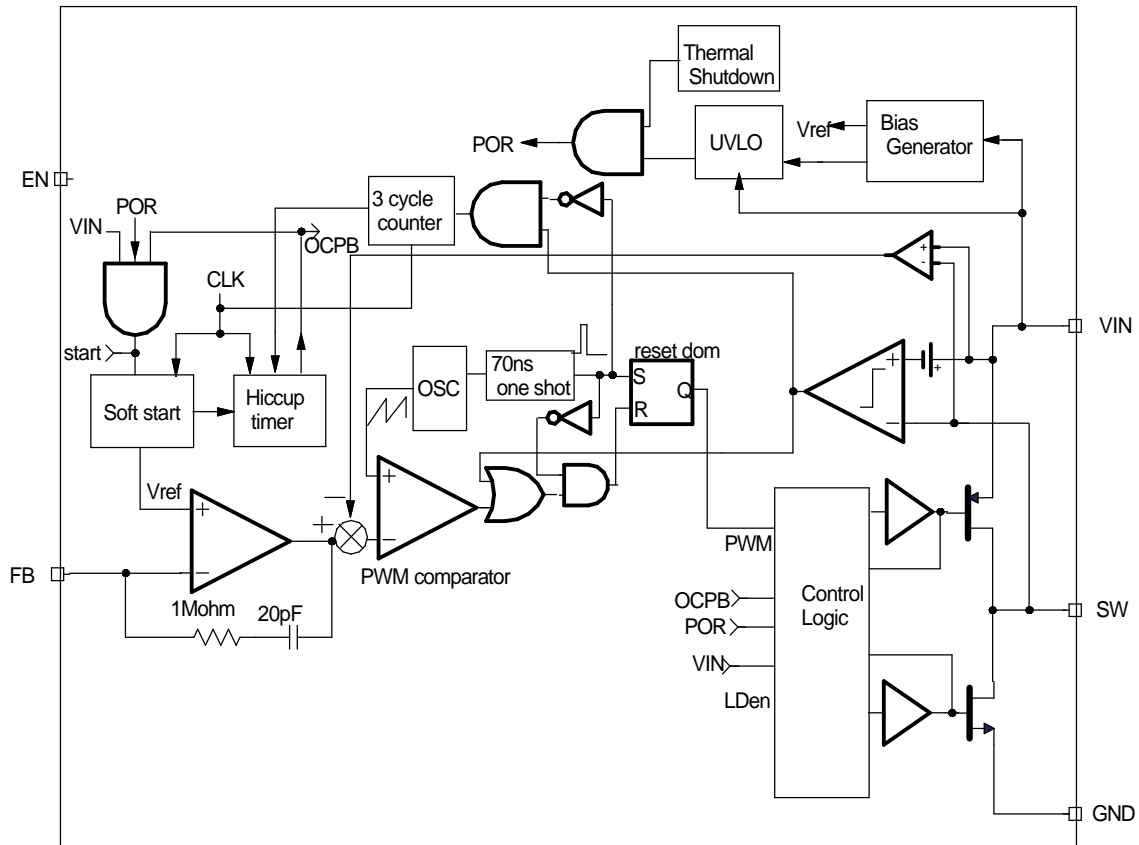 Thermal
Shutdown
POR
UVLO
Vref
Bias
Generator
EN
VIN
POR
OCPB
3 cycle
counter
CLK
start
Soft start
Hiccup
timer
OSC
70ns
one shot
reset dom
S
R
Q
+
-
+
−
+
VIN
Vref
+
−
+
−
+
−
PWM comparator
FB
1Mohm
20pF
PWM
OCPB
POR
VIN
LDen
Control
Logic
SW
GND